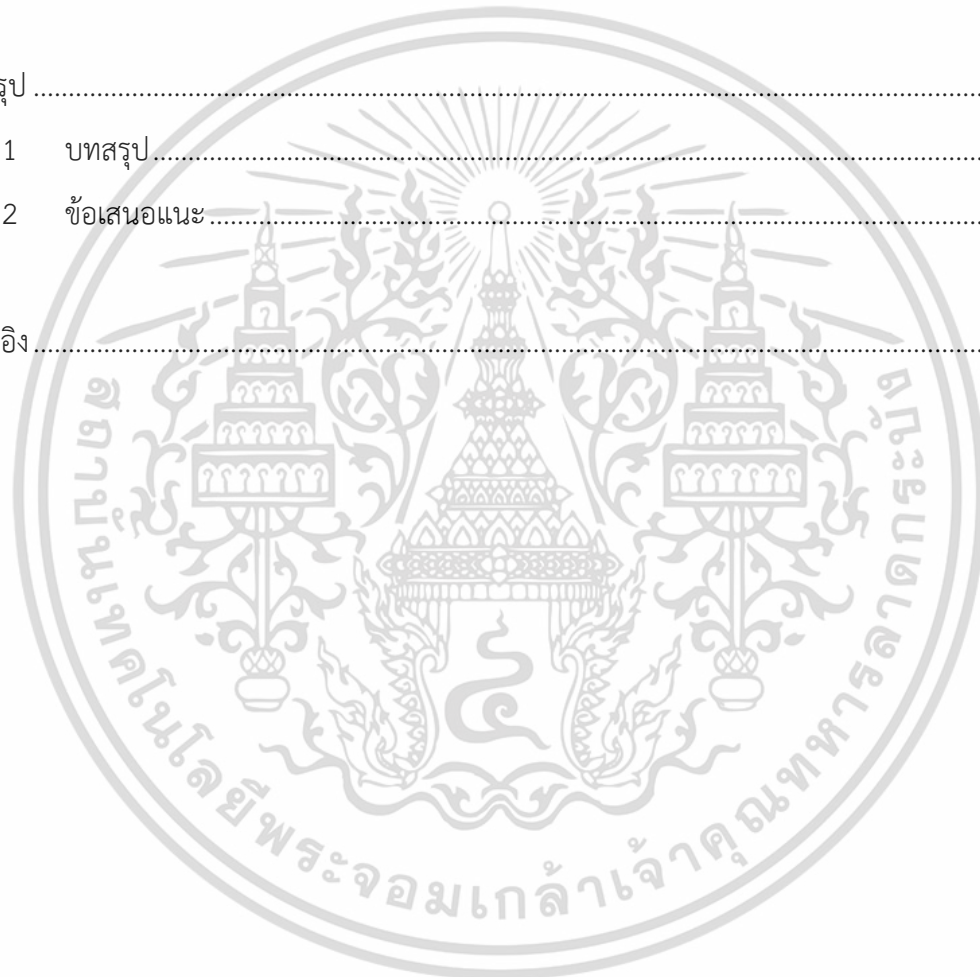 รุป ........................................................................
1 บทสรุป ........................................................................
2 ข้อเสนอแนะ ........................................................................
อิง ........................................................................
สถาบันเทคโนโลยีพระจอมเกล้าเจ้าคุณทหารลาดกระบัง
๔